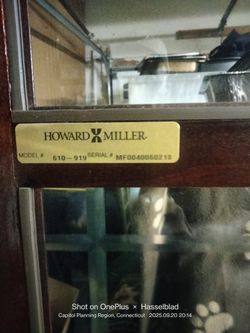 HOWARD MILLER®
MODEL # 610-919 SERIAL # MF0040060218
Shot on OnePlus × Hasselblad
Capitol Planning Region, Connecticut 2025.09.20 20:14